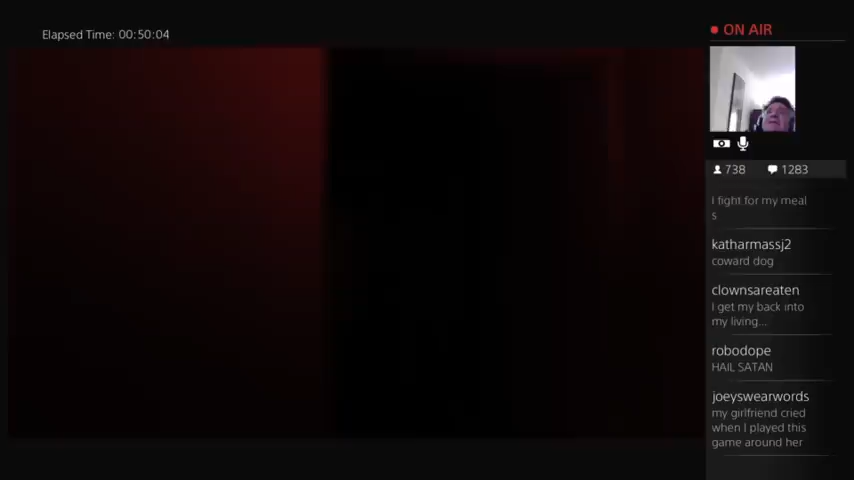 Elapsed Time: 00:50:04
ON AIR
738 1283
I fight for my meal
s
katharmassj2
coward dog
clownsareaten
I get my back into
my living...
robodope
HAIL SATAN
joeyswearwords
my girlfriend cried
when I played this
game around her